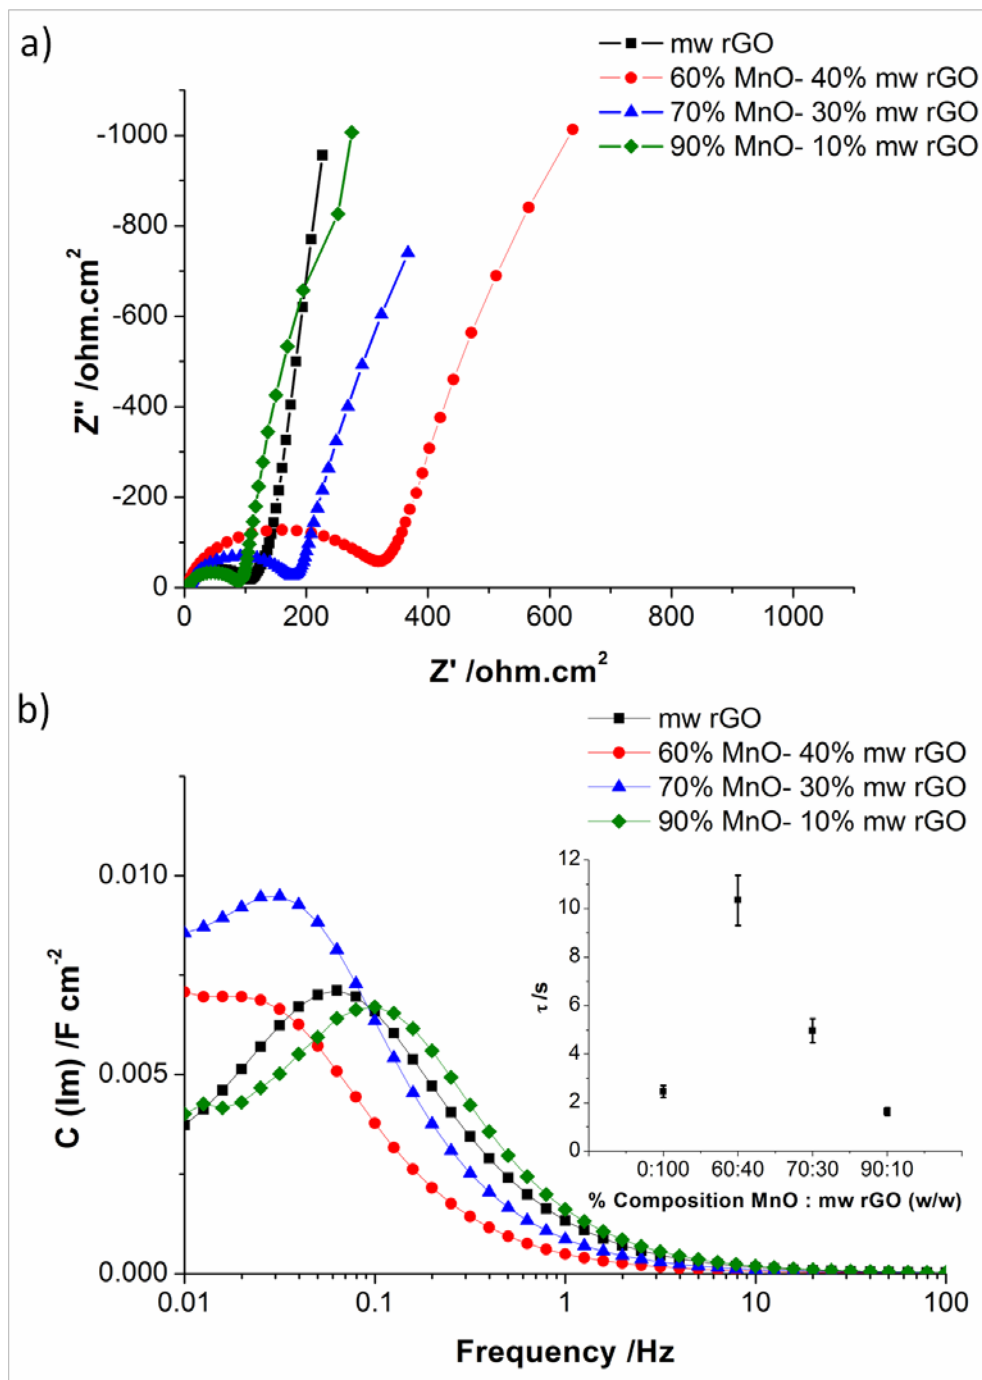 a)
mw rGO
60% MnO- 40% mw rGO
70% MnO- 30% mw rGO
90% MnO- 10% mw rGO
-1000
-800
-600
-400
-200
0
Z'' /ohm.cm²
0 200 400 600 800 1000
Z' /ohm.cm²
b)
mw rGO
60% MnO- 40% mw rGO
70% MnO- 30% mw rGO
90% MnO- 10% mw rGO
0.010
0.005
0.000
C (Im) /F cm⁻²
0.01 0.1 1 10 100
Frequency /Hz
12
10
8
6
4
2
0
τ /s
0:100 60:40 70:30 90:10
% Composition MnO : mw rGO (w/w)